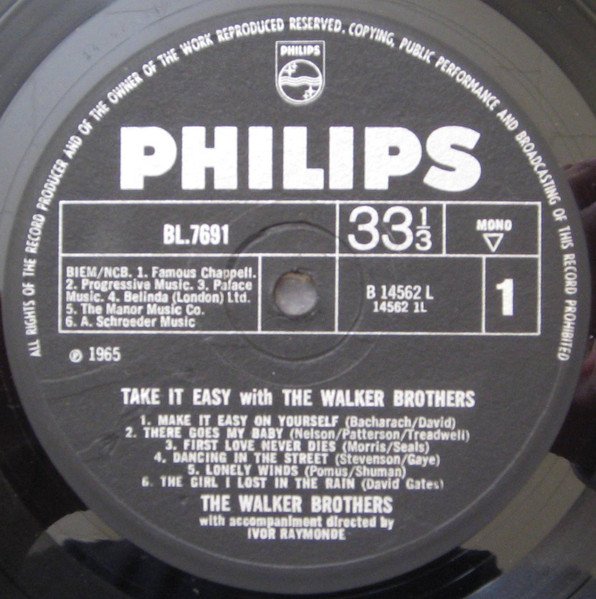 ALL RIGHTS OF THE RECORD PRODUCER AND OF THE OWNER OF THE WORK REPRODUCED RESERVED. COPYING, PUBLIC PERFORMANCE AND BROADCASTING OF THIS RECORD PROHIBITED
PHILIPS
PHILIPS
BL.7691
33⅓
MONO
BIEM/NCB. 1. Famous Chappell.
2. Progressive Music. 3. Palace
Music. 4. Belinda (London) Ltd.
5. The Manor Music Co.
6. A. Schroeder Music
B 14562 L
14562 1L
1
℗ 1965
TAKE IT EASY with THE WALKER BROTHERS
1. MAKE IT EASY ON YOURSELF (Bacharach/David)
2. THERE GOES MY BABY (Nelson/Patterson/Treadwell)
3. FIRST LOVE NEVER DIES (Morris/Seals)
4. DANCING IN THE STREET (Stevenson/Gaye)
5. LONELY WINDS (Pomus/Shuman)
6. THE GIRL I LOST IN THE RAIN (David Gates)
THE WALKER BROTHERS
with accompaniment directed by
IVOR RAYMONDE